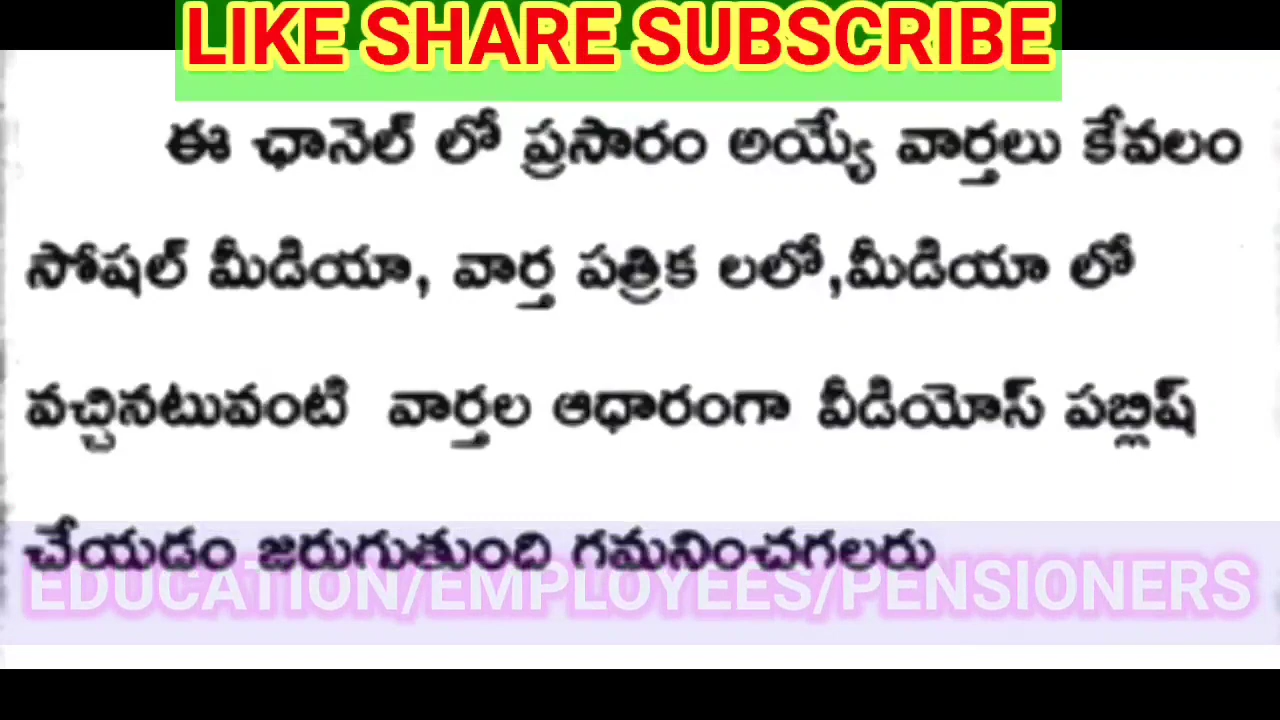 LIKE SHARE SUBSCRIBE
ఈ ఛానెల్ లో ప్రసారం అయ్యే వార్తలు కేవలం
సోషల్ మీడియా, వార్త పత్రిక లలో,మీడియా లో
వచ్చినటువంటి వార్తల ఆధారంగా వీడియోస్ పబ్లిష్
చేయడం జరుగుతుంది గమనించగలరు
EDUCATION/EMPLOYEES/PENSIONERS